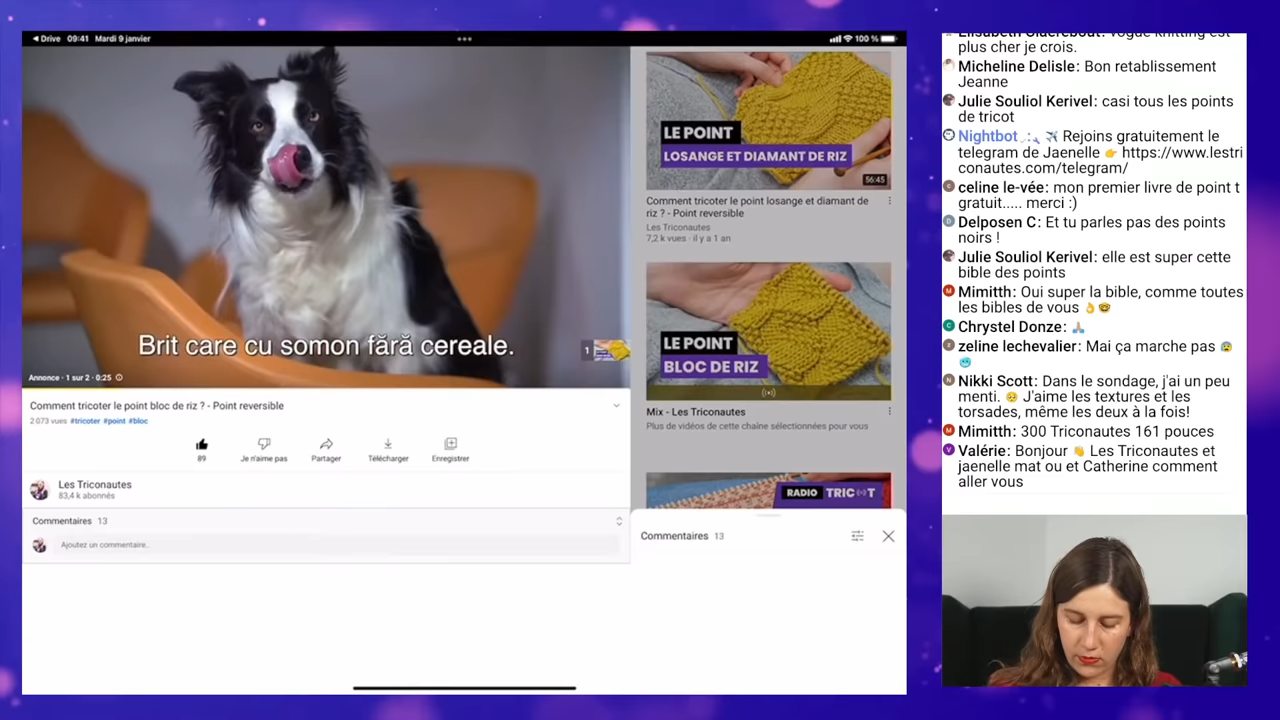 ◀ Drive 09:41 Mardi 9 janvier
100 %
Brit care cu somon fără cereale.
1
Annonce · 1 sur 2 · 0:25
Comment tricoter le point bloc de riz ? - Point reversible
2 073 vues #tricoter #point #bloc
89
Je n'aime pas
Partager
Télécharger
Enregistrer
Les Triconautes
83,4 k abonnés
Commentaires 13
Ajoutez un commentaire...
LE POINT
LOSANGE ET DIAMANT DE RIZ
56:45
Comment tricoter le point losange et diamant de
riz ? - Point reversible
Les Triconautes
7,2 k vues · il y a 1 an
LE POINT
BLOC DE RIZ
Mix - Les Triconautes
Plus de vidéos de cette chaîne sélectionnées pour vous
RADIO TRICOT
Commentaires 13
plus cher je crois.
Micheline Delisle: Bon retablissement
Jeanne
Julie Souliol Kerivel: casi tous les points
de tricot
Nightbot : ✈️ Rejoins gratuitement le
telegram de Jaenelle 👉 https://www.lestri
conautes.com/telegram/
celine le-vée: mon premier livre de point t
gratuit..... merci :)
Delposen C: Et tu parles pas des points
noirs !
Julie Souliol Kerivel: elle est super cette
bible des points
Mimitth: Oui super la bible, comme toutes
les bibles de vous 👌🤓
Chrystel Donze: 🙏🏼
zeline lechevalier: Mai ça marche pas 😰
🥶
Nikki Scott: Dans le sondage, j'ai un peu
menti. 🥺 J'aime les textures et les
torsades, même les deux à la fois!
Mimitth: 300 Triconautes 161 pouces
Valérie: Bonjour 👋 Les Triconautes et
jaenelle mat ou et Catherine comment
aller vous